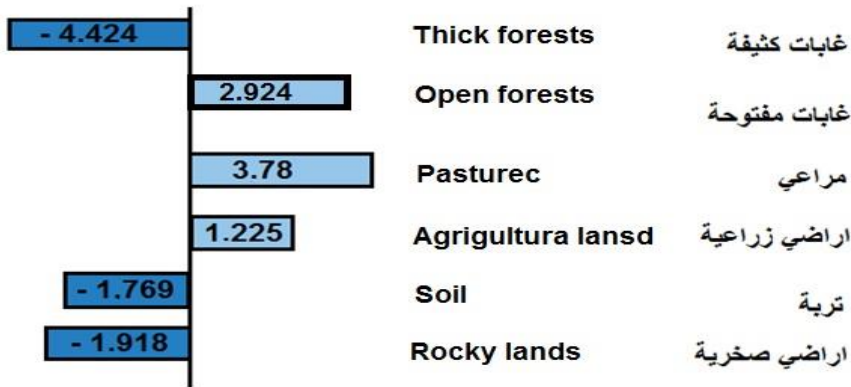 - 4.424 Thick forests غابات كثيفة
2.924 Open forests غابات مفتوحة
3.78 Pasturec مراعي
1.225 Agrigultura lansd اراضي زراعية
- 1.769 Soil تربة
- 1.918 Rocky lands اراضي صخرية